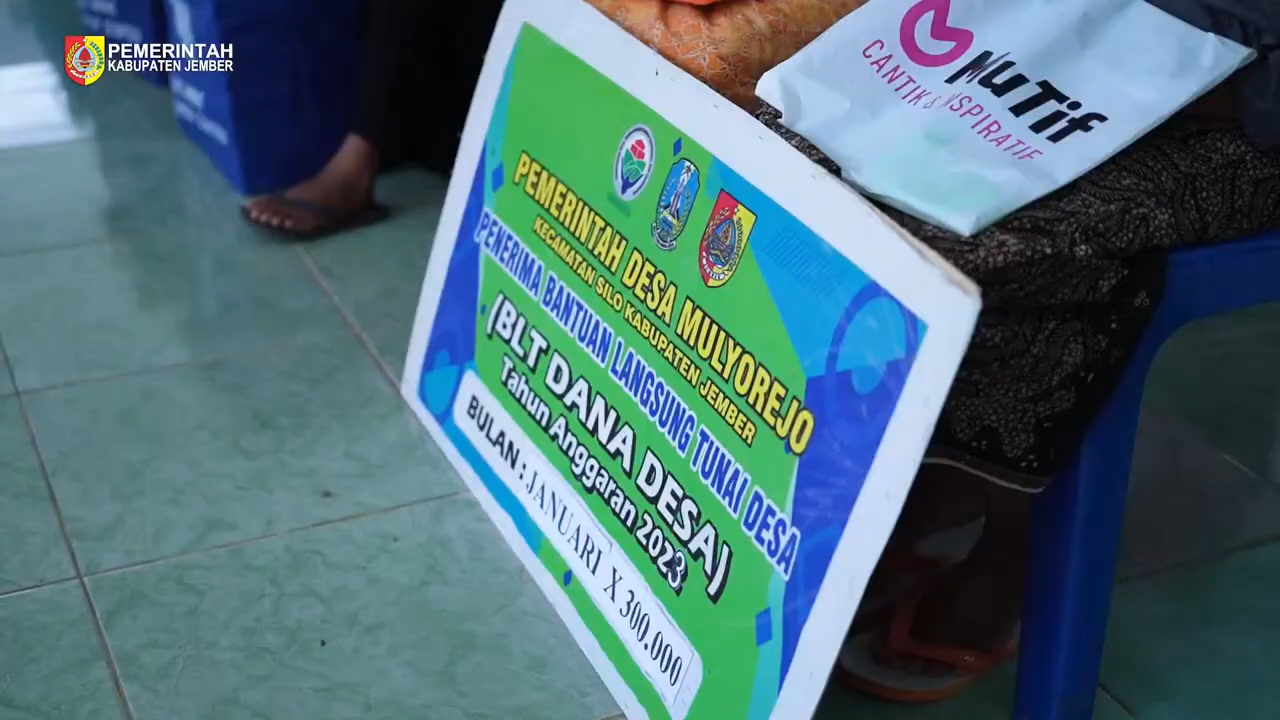 PEMERINTAH
KABUPATEN JEMBER
MUTif
CANTIK & INSPIRATIF
PEMERINTAH DESA MULYOREJO
KECAMATAN SILO KABUPATEN JEMBER
PENERIMA BANTUAN LANGSUNG TUNAI DESA
(BLT DANA DESA)
Tahun Anggaran 2023
BULAN : JANUARI X 300.000